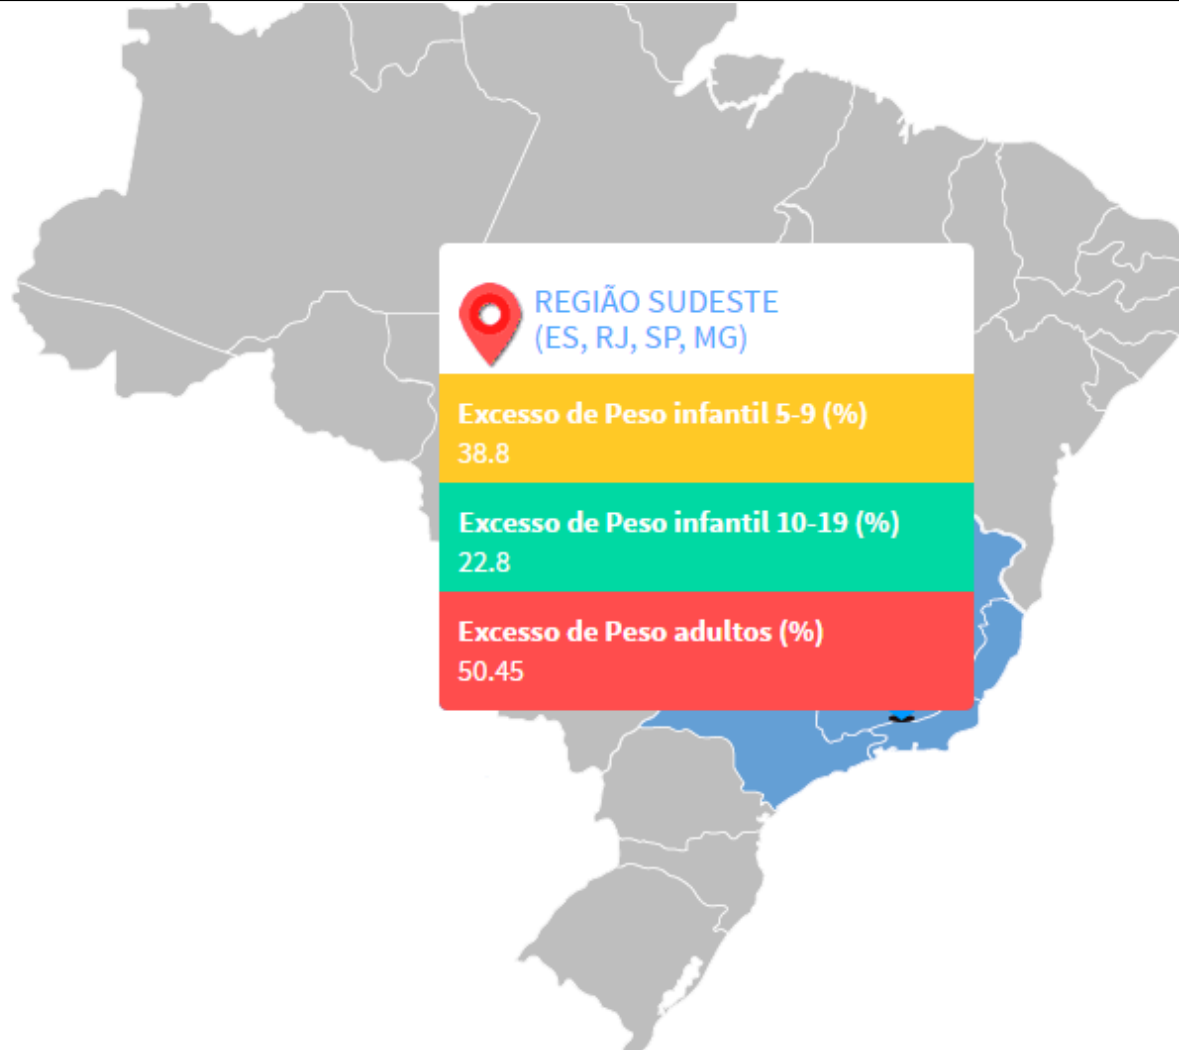 REGIÃO SUDESTE
(ES, RJ, SP, MG)
Excesso de Peso infantil 5-9 (%)
38.8
Excesso de Peso infantil 10-19 (%)
22.8
Excesso de Peso adultos (%)
50.45